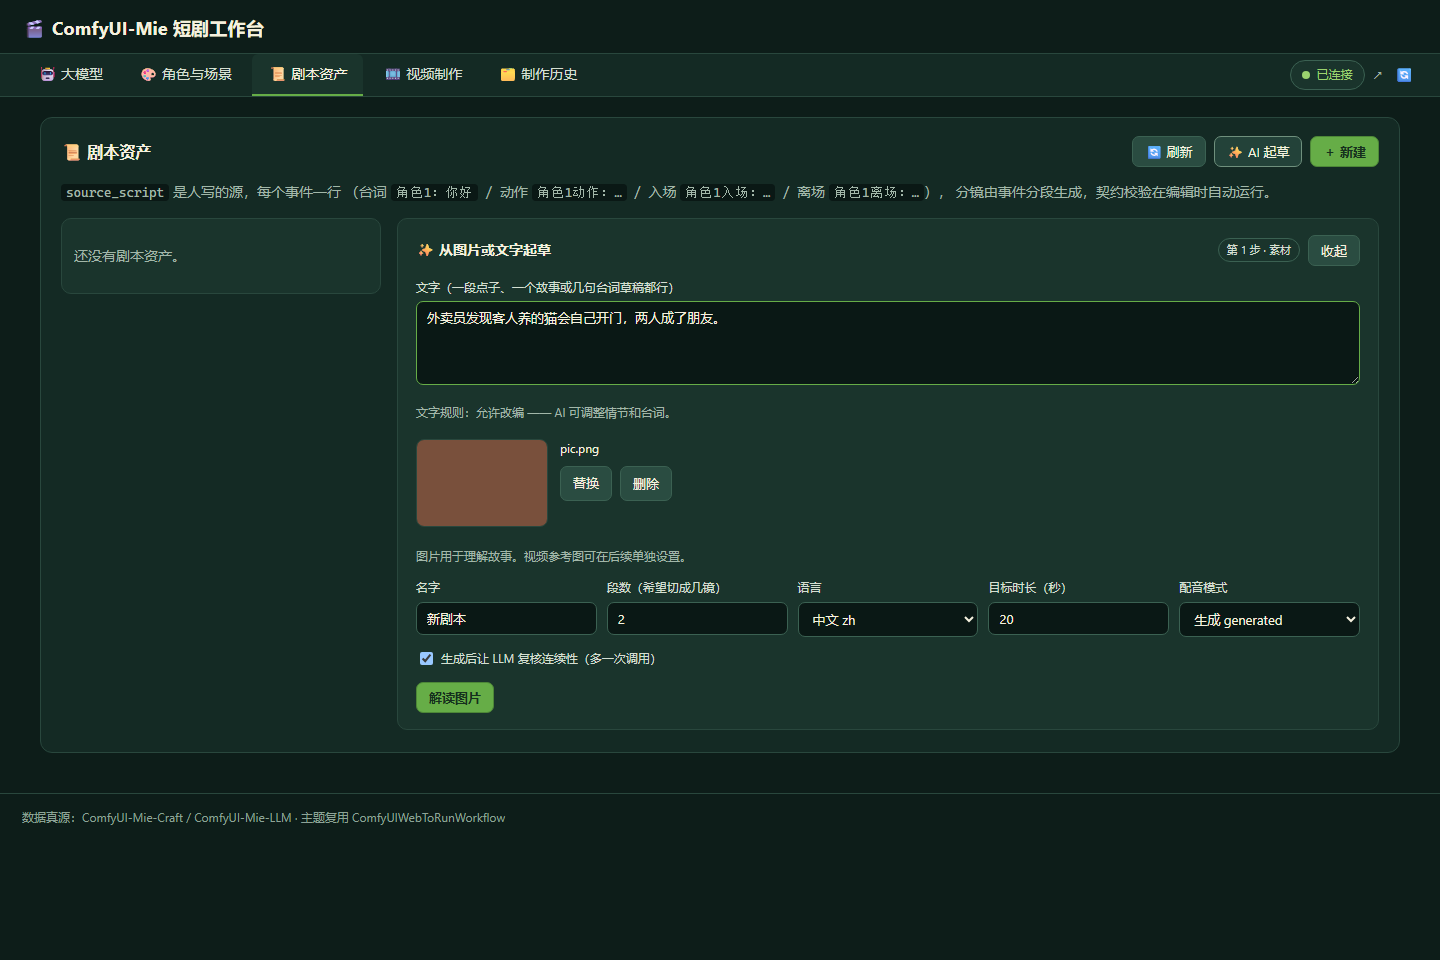 ComfyUI-Mie 短剧工作台
大模型
角色与场景
剧本资产
视频制作
制作历史
已连接
剧本资产
刷新
AI 起草
+ 新建
source_script 是人写的源，每个事件一行 （台词 角色1: 你好 / 动作 角色1动作: … / 入场 角色1入场: … / 离场 角色1离场: …） ， 分镜由事件分段生成，契约校验在编辑时自动运行。
还没有剧本资产。
从图片或文字起草
第 1 步 · 素材
收起
文字（一段点子、一个故事或几句台词草稿都行）
外卖员发现客人养的猫会自己开门，两人成了朋友。
文字规则：允许改编 —— AI 可调整情节和台词。
pic.png
替换
删除
图片用于理解故事。视频参考图可在后续单独设置。
名字
段数（希望切成几镜）
语言
目标时长（秒）
配音模式
新剧本
2
中文 zh
20
生成 generated
生成后让 LLM 复核连续性（多一次调用）
解读图片
数据真源：ComfyUI-Mie-Craft / ComfyUI-Mie-LLM · 主题复用 ComfyUIWebToRunWorkflow